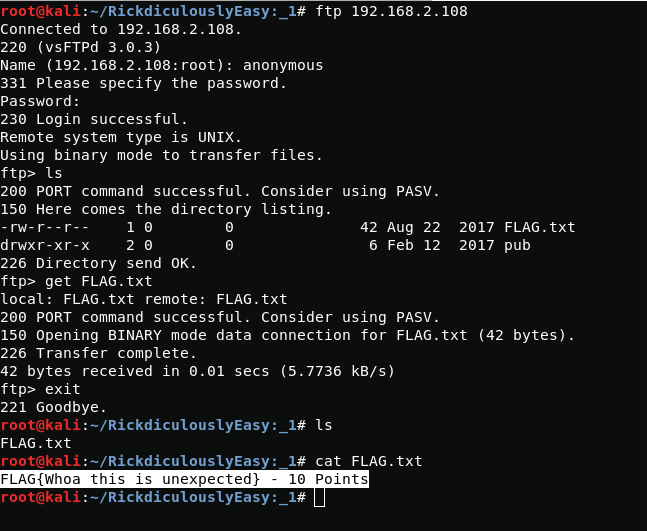 root@kali:~/RickdiculouslyEasy:_1# ftp 192.168.2.108
Connected to 192.168.2.108.
220 (vsFTPd 3.0.3)
Name (192.168.2.108:root): anonymous
331 Please specify the password.
Password:
230 Login successful.
Remote system type is UNIX.
Using binary mode to transfer files.
ftp> ls
200 PORT command successful. Consider using PASV.
150 Here comes the directory listing.
-rw-r--r--    1 0        0              42 Aug 22  2017 FLAG.txt
drwxr-xr-x    2 0        0               6 Feb 12  2017 pub
226 Directory send OK.
ftp> get FLAG.txt
local: FLAG.txt remote: FLAG.txt
200 PORT command successful. Consider using PASV.
150 Opening BINARY mode data connection for FLAG.txt (42 bytes).
226 Transfer complete.
42 bytes received in 0.01 secs (5.7736 kB/s)
ftp> exit
221 Goodbye.
root@kali:~/RickdiculouslyEasy:_1# ls
FLAG.txt
root@kali:~/RickdiculouslyEasy:_1# cat FLAG.txt
FLAG{Whoa this is unexpected} - 10 Points
root@kali:~/RickdiculouslyEasy:_1#